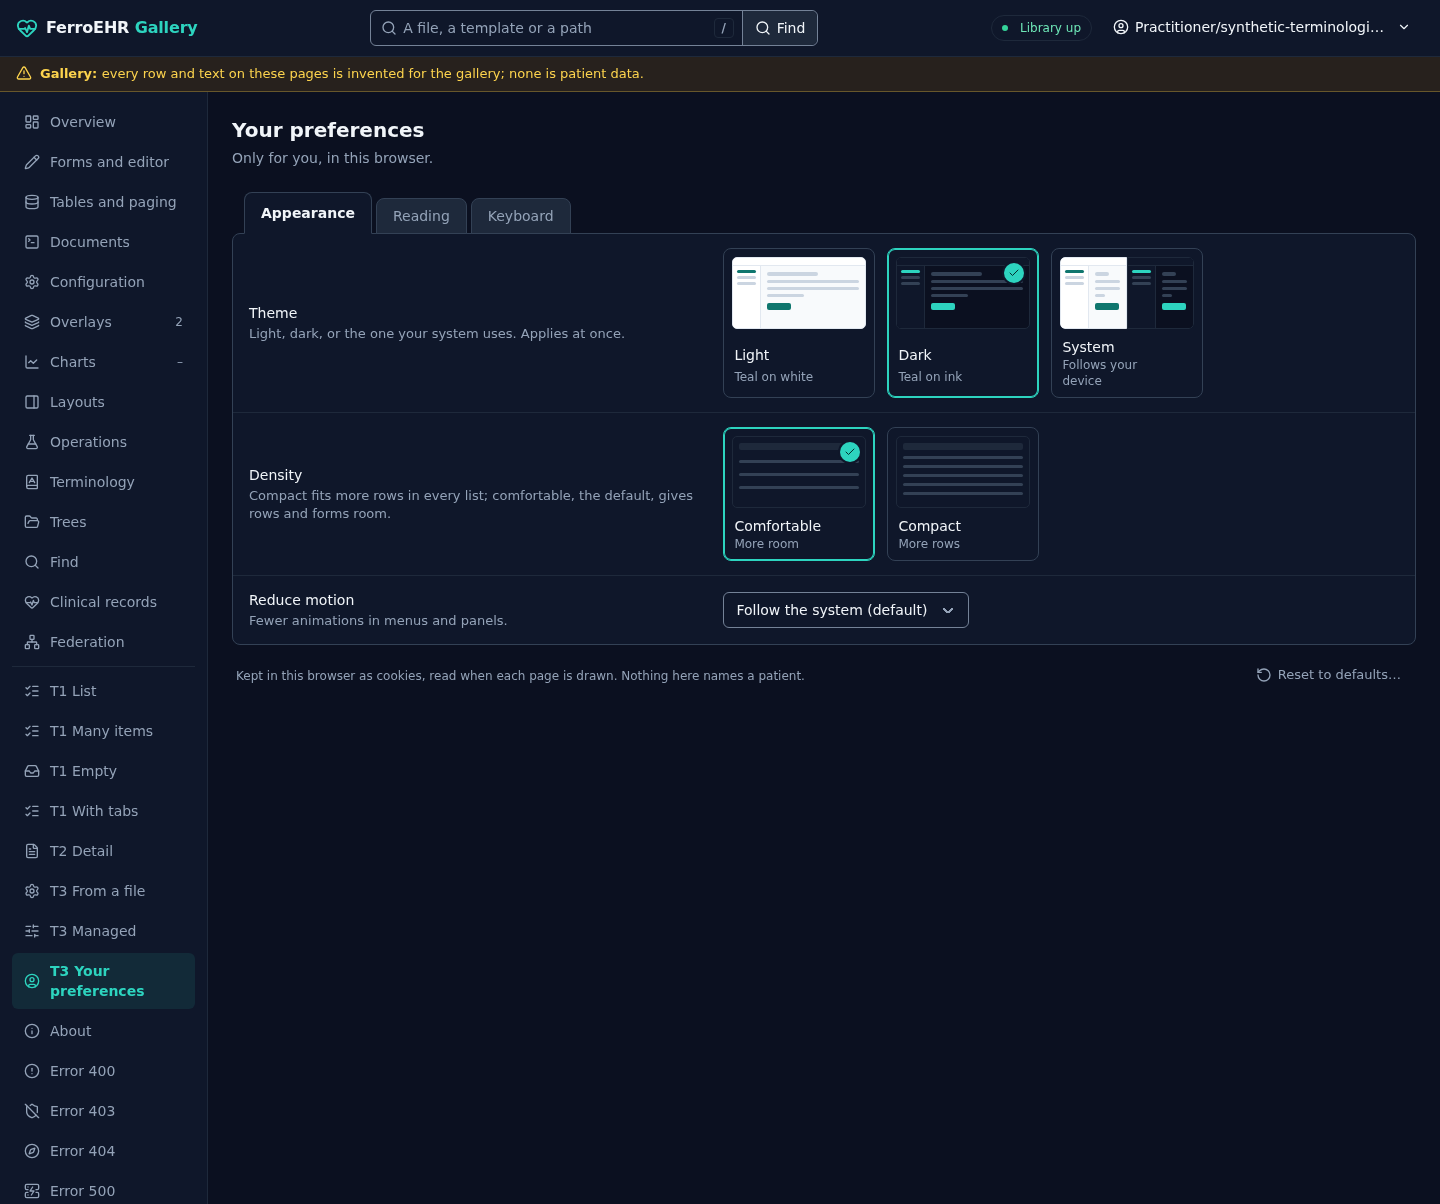 FerroEHR Gallery
A file, a template or a path
/
Find
Library up
Practitioner/synthetic-terminologi…
Gallery: every row and text on these pages is invented for the gallery; none is patient data.
Overview
Forms and editor
Tables and paging
Documents
Configuration
Overlays 2
Charts –
Layouts
Operations
Terminology
Trees
Find
Clinical records
Federation
T1 List
T1 Many items
T1 Empty
T1 With tabs
T2 Detail
T3 From a file
T3 Managed
T3 Your
preferences
About
Error 400
Error 403
Error 404
Error 500
Your preferences
Only for you, in this browser.
Appearance
Reading
Keyboard
Theme
Light, dark, or the one your system uses. Applies at once.
Light
Teal on white
Dark
Teal on ink
System
Follows your
device
Density
Compact fits more rows in every list; comfortable, the default, gives
rows and forms room.
Comfortable
More room
Compact
More rows
Reduce motion
Fewer animations in menus and panels.
Follow the system (default)
Kept in this browser as cookies, read when each page is drawn. Nothing here names a patient.
Reset to defaults…